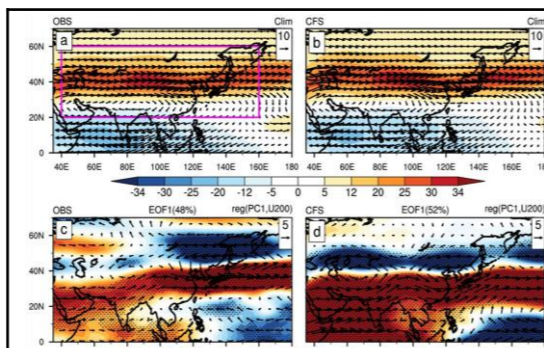 OBS Clim CFS Clim
a 10 b 10
60N
40N
20N
0
40E 60E 80E 100E 120E 140E 160E 180 40E 60E 80E 100E 120E 140E 160E 180
-34 -30 -25 -20 -12 -5 0 5 12 20 25 30 34
OBS EOF1(48%) reg(PC1,U200) CFS EOF1(52%) reg(PC1,U200)
c 5 d 5
60N
40N
20N
0